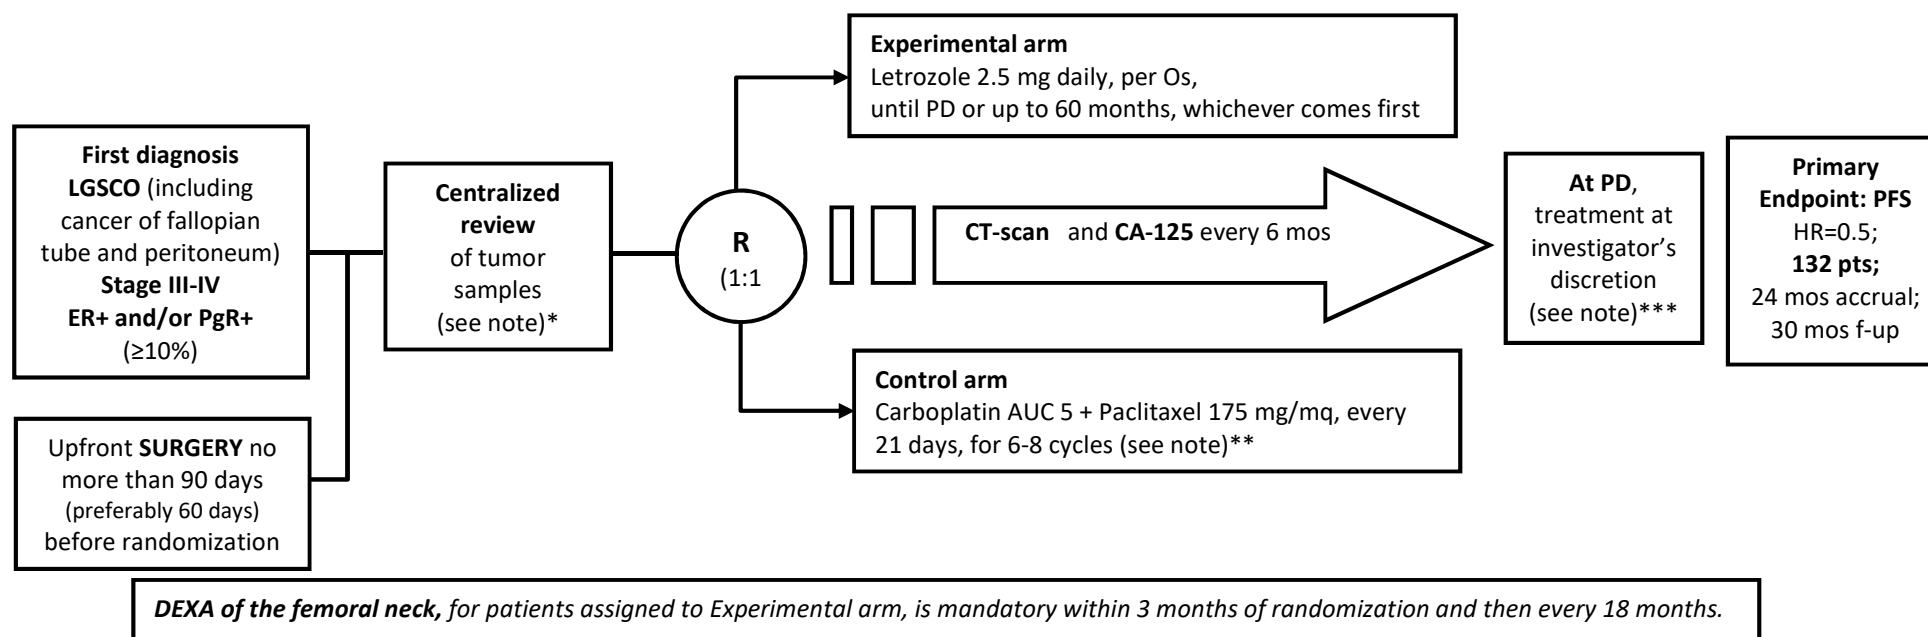 First diagnosis
LGSCO (including
cancer of fallopian
tube and peritoneum)
Stage III-IV
ER+ and/or PgR+
(≥10%)
Upfront SURGERY no
more than 90 days
(preferably 60 days)
before randomization
Centralized
review
of tumor
samples
(see note)*
R
(1:1
Experimental arm
Letrozole 2.5 mg daily, per Os,
until PD or up to 60 months, whichever comes first
CT-scan and CA-125 every 6 mos
Control arm
Carboplatin AUC 5 + Paclitaxel 175 mg/mq, every
21 days, for 6-8 cycles (see note)**
At PD,
treatment at
investigator’s
discretion
(see note)***
Primary
Endpoint: PFS
HR=0.5;
132 pts;
24 mos accrual;
30 mos f-up
DEXA of the femoral neck, for patients assigned to Experimental arm, is mandatory within 3 months of randomization and then every 18 months.